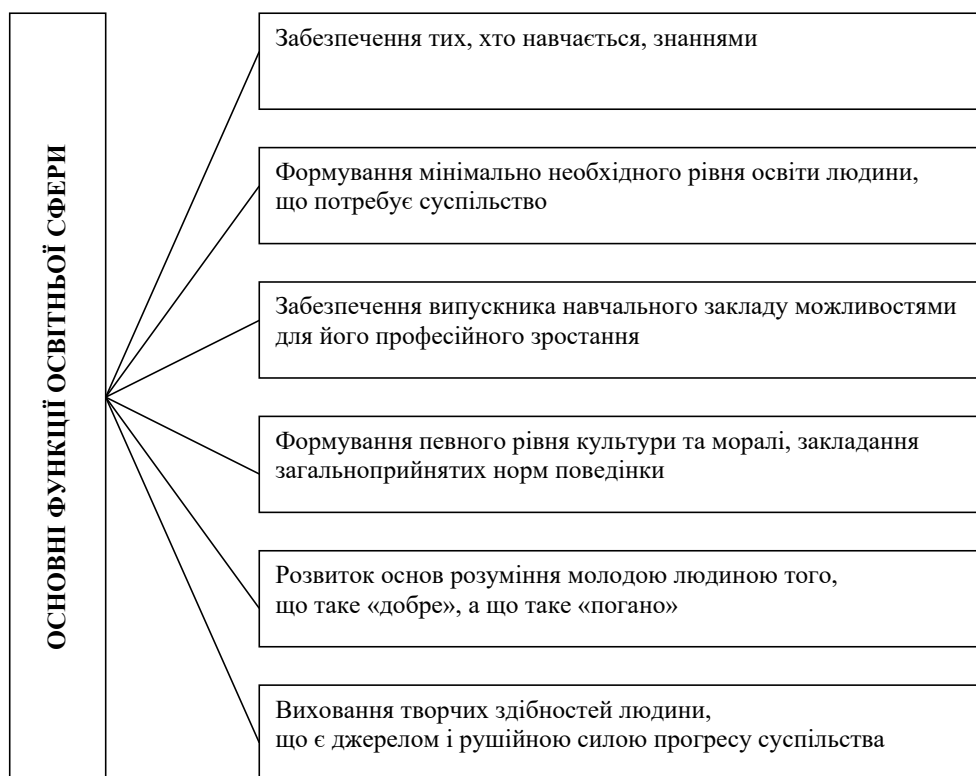 ОСНОВНІ ФУНКЦІЇ ОСВІТНЬОЇ СФЕРИ
Забезпечення тих, хто навчається, знаннями
Формування мінімально необхідного рівня освіти людини,
що потребує суспільство
Забезпечення випускника навчального закладу можливостями
для його професійного зростання
Формування певного рівня культури та моралі, закладання
загальноприйнятих норм поведінки
Розвиток основ розуміння молодою людиною того,
що таке «добре», а що таке «погано»
Виховання творчих здібностей людини,
що є джерелом і рушійною силою прогресу суспільства